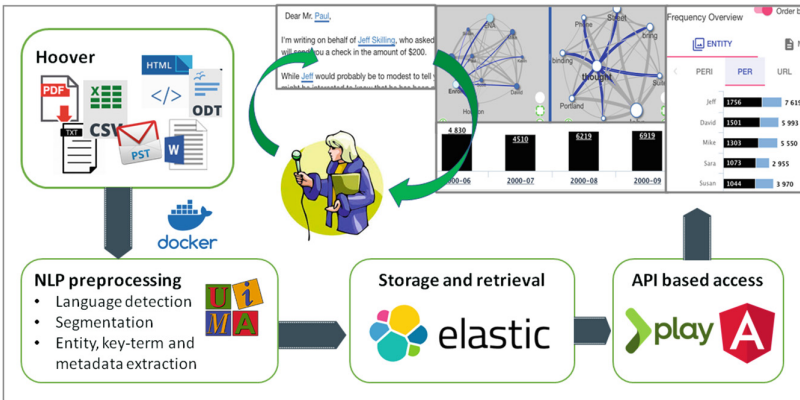 Hoover
PDF
CSV
HTML
</>
ODT
TXT
PST
W
docker
Dear Mr, Paul,
I'm writing on behalf of Jeff Skilling, who asked
will send you a check in the amount of $200.
While Jeff would probably be to modest to tell
Phone
Street
bring
binding
thought
Portland
David
4 830
4510
6219
6919
2000-06
2000-07
2000-08
2000-09
Order b
Frequency Overview
ENTITY
PERI
PER
URL
Jeff 1756 7 615
David 1501 5 993
Mike 1303 5 550
Sara 1073 2 955
Susan 1044 3 970
NLP preprocessing
• Language detection
• Segmentation
• Entity, key-term and
metadata extraction
UiMA
Storage and retrieval
elastic
API based access
play
A